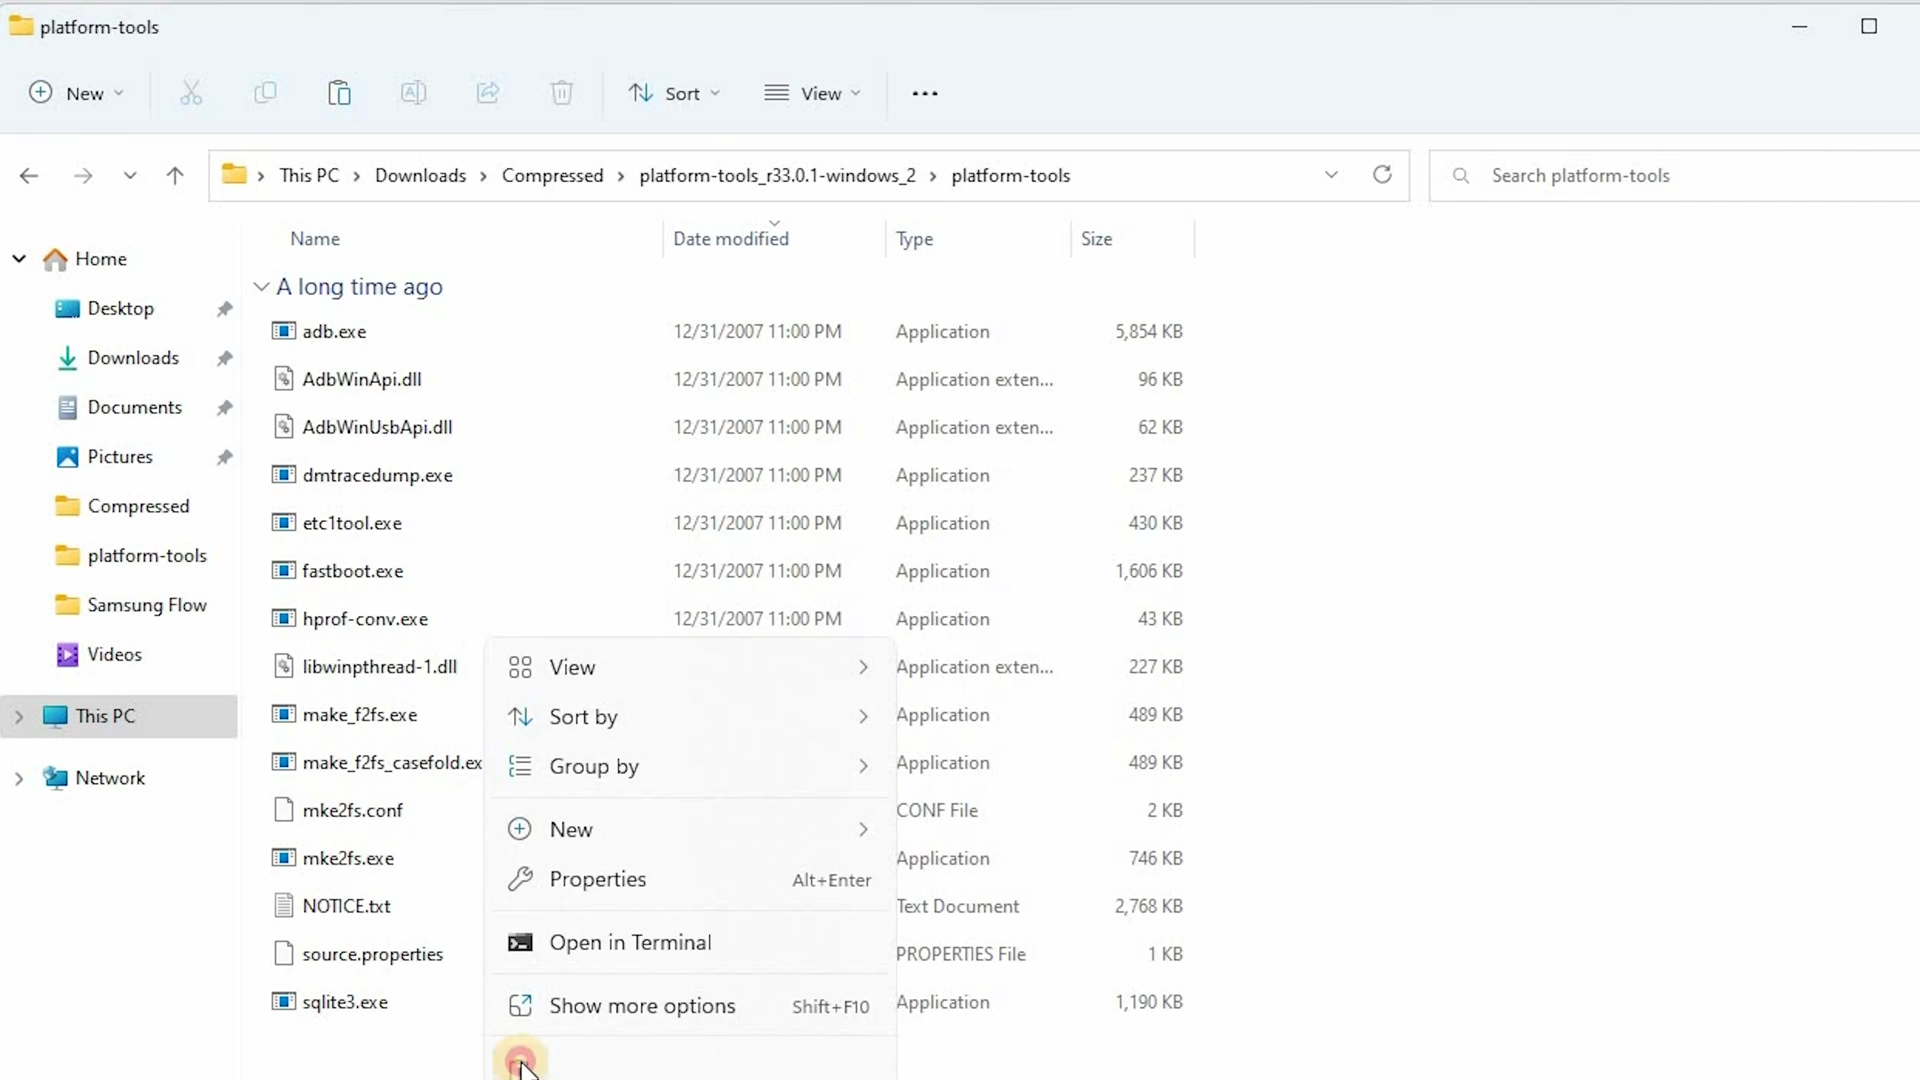 platform-tools
New
Sort
View
This PC > Downloads > Compressed > platform-tools_r33.0.1-windows_2 > platform-tools
Search platform-tools
Name Date modified Type Size
Home
Desktop
Downloads
Documents
Pictures
Compressed
platform-tools
Samsung Flow
Videos
This PC
Network
A long time ago
adb.exe 12/31/2007 11:00 PM Application 5,854 KB
AdbWinApi.dll 12/31/2007 11:00 PM Application exten... 96 KB
AdbWinUsbApi.dll 12/31/2007 11:00 PM Application exten... 62 KB
dmtracedump.exe 12/31/2007 11:00 PM Application 237 KB
etc1tool.exe 12/31/2007 11:00 PM Application 430 KB
fastboot.exe 12/31/2007 11:00 PM Application 1,606 KB
hprof-conv.exe 12/31/2007 11:00 PM Application 43 KB
libwinpthread-1.dll Application exten... 227 KB
make_f2fs.exe Application 489 KB
make_f2fs_casefold.ex Application 489 KB
mke2fs.conf CONF File 2 KB
mke2fs.exe Application 746 KB
NOTICE.txt Text Document 2,768 KB
source.properties PROPERTIES File 1 KB
sqlite3.exe Application 1,190 KB
View
Sort by
Group by
New
Properties Alt+Enter
Open in Terminal
Show more options Shift+F10